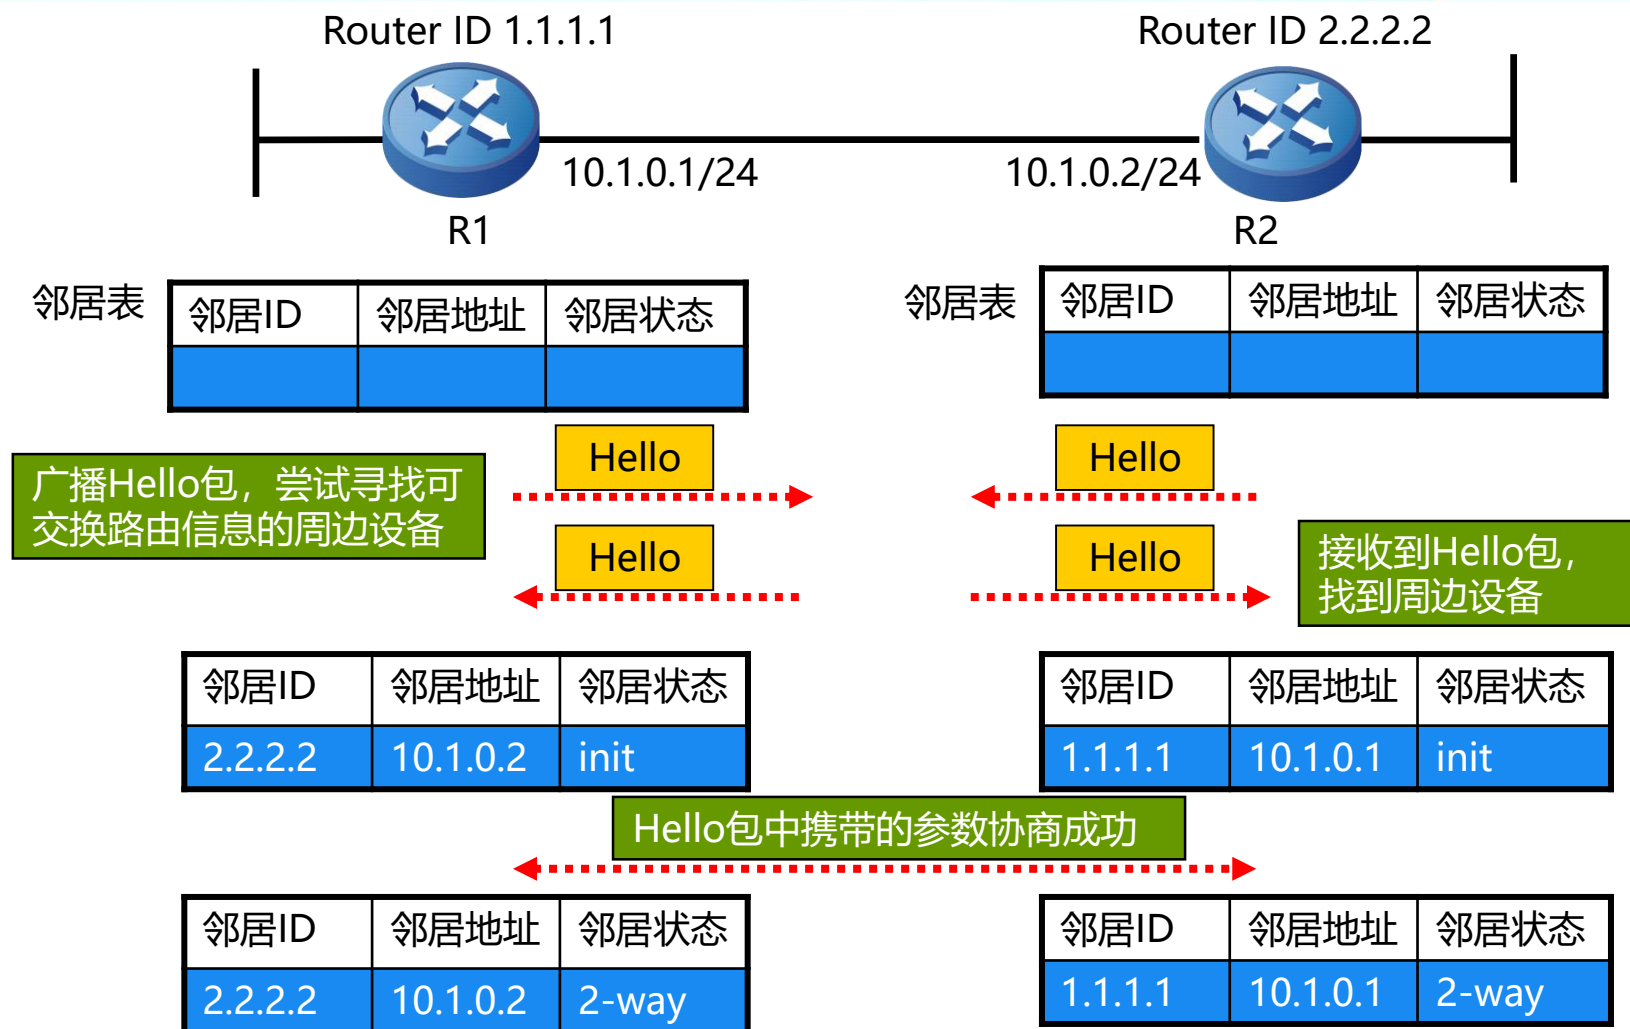 Router ID 1.1.1.1
Router ID 2.2.2.2
10.1.0.1/24
10.1.0.2/24
R1
R2
邻居表
邻居ID 邻居地址 邻居状态
邻居表
邻居ID 邻居地址 邻居状态
Hello
Hello
广播Hello包，尝试寻找可
交换路由信息的周边设备
Hello
Hello
接收到Hello包，
找到周边设备
邻居ID 邻居地址 邻居状态
2.2.2.2 10.1.0.2 init
邻居ID 邻居地址 邻居状态
1.1.1.1 10.1.0.1 init
Hello包中携带的参数协商成功
邻居ID 邻居地址 邻居状态
2.2.2.2 10.1.0.2 2-way
邻居ID 邻居地址 邻居状态
1.1.1.1 10.1.0.1 2-way